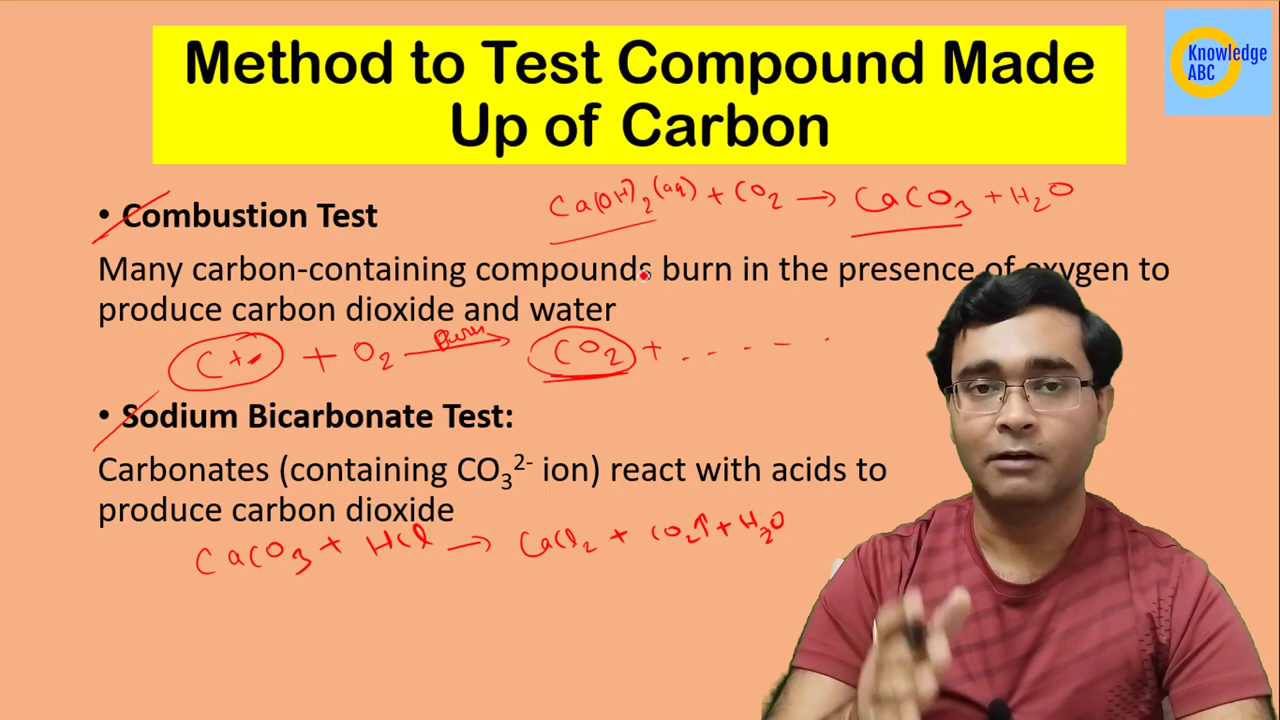 Method to Test Compound Made
Up of Carbon
Knowledge
ABC
Ca(OH)₂(aq) + CO₂ → CaCO₃ + H₂O
• Combustion Test
Many carbon-containing compounds burn in the presence of oxygen to
produce carbon dioxide and water
+ O₂ → CO₂ + - - - - -
• Sodium Bicarbonate Test:
Carbonates (containing CO₃²⁻ ion) react with acids to
produce carbon dioxide
CaCO₃ + HCl → CaCl₂ + CO₂↑ + H₂O